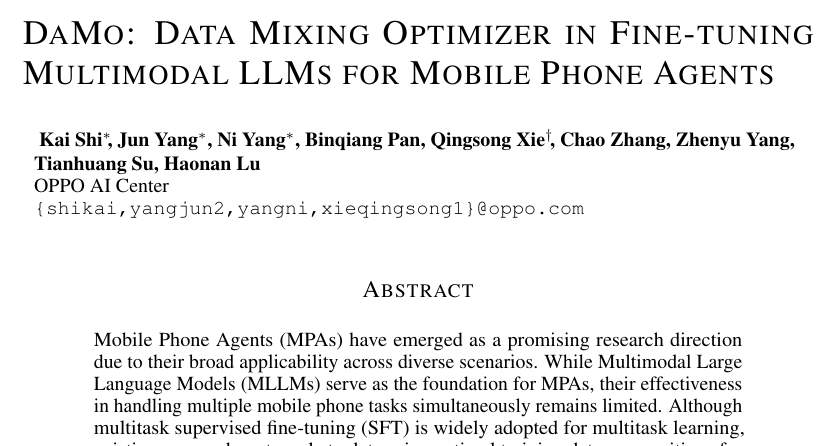 DAMO: DATA MIXING OPTIMIZER IN FINE-TUNING
MULTIMODAL LLMS FOR MOBILE PHONE AGENTS
Kai Shi*, Jun Yang*, Ni Yang*, Binqiang Pan, Qingsong Xie†, Chao Zhang, Zhenyu Yang,
Tianhuang Su, Haonan Lu
OPPO AI Center
{shikai,yangjun2,yangni,xieqingsong1}@oppo.com
ABSTRACT
Mobile Phone Agents (MPAs) have emerged as a promising research direction
due to their broad applicability across diverse scenarios. While Multimodal Large
Language Models (MLLMs) serve as the foundation for MPAs, their effectiveness
in handling multiple mobile phone tasks simultaneously remains limited. Although
multitask supervised fine-tuning (SFT) is widely adopted for multitask learning,